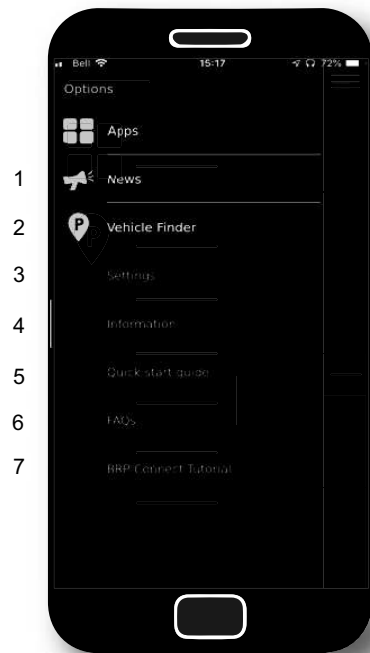 Bell 15:17 72%
Options
Apps
1 News
2 Vehicle Finder
3 Settings
4 Information
5 Quick start guide
6 FAQs
7 BRP Connect Tutorial